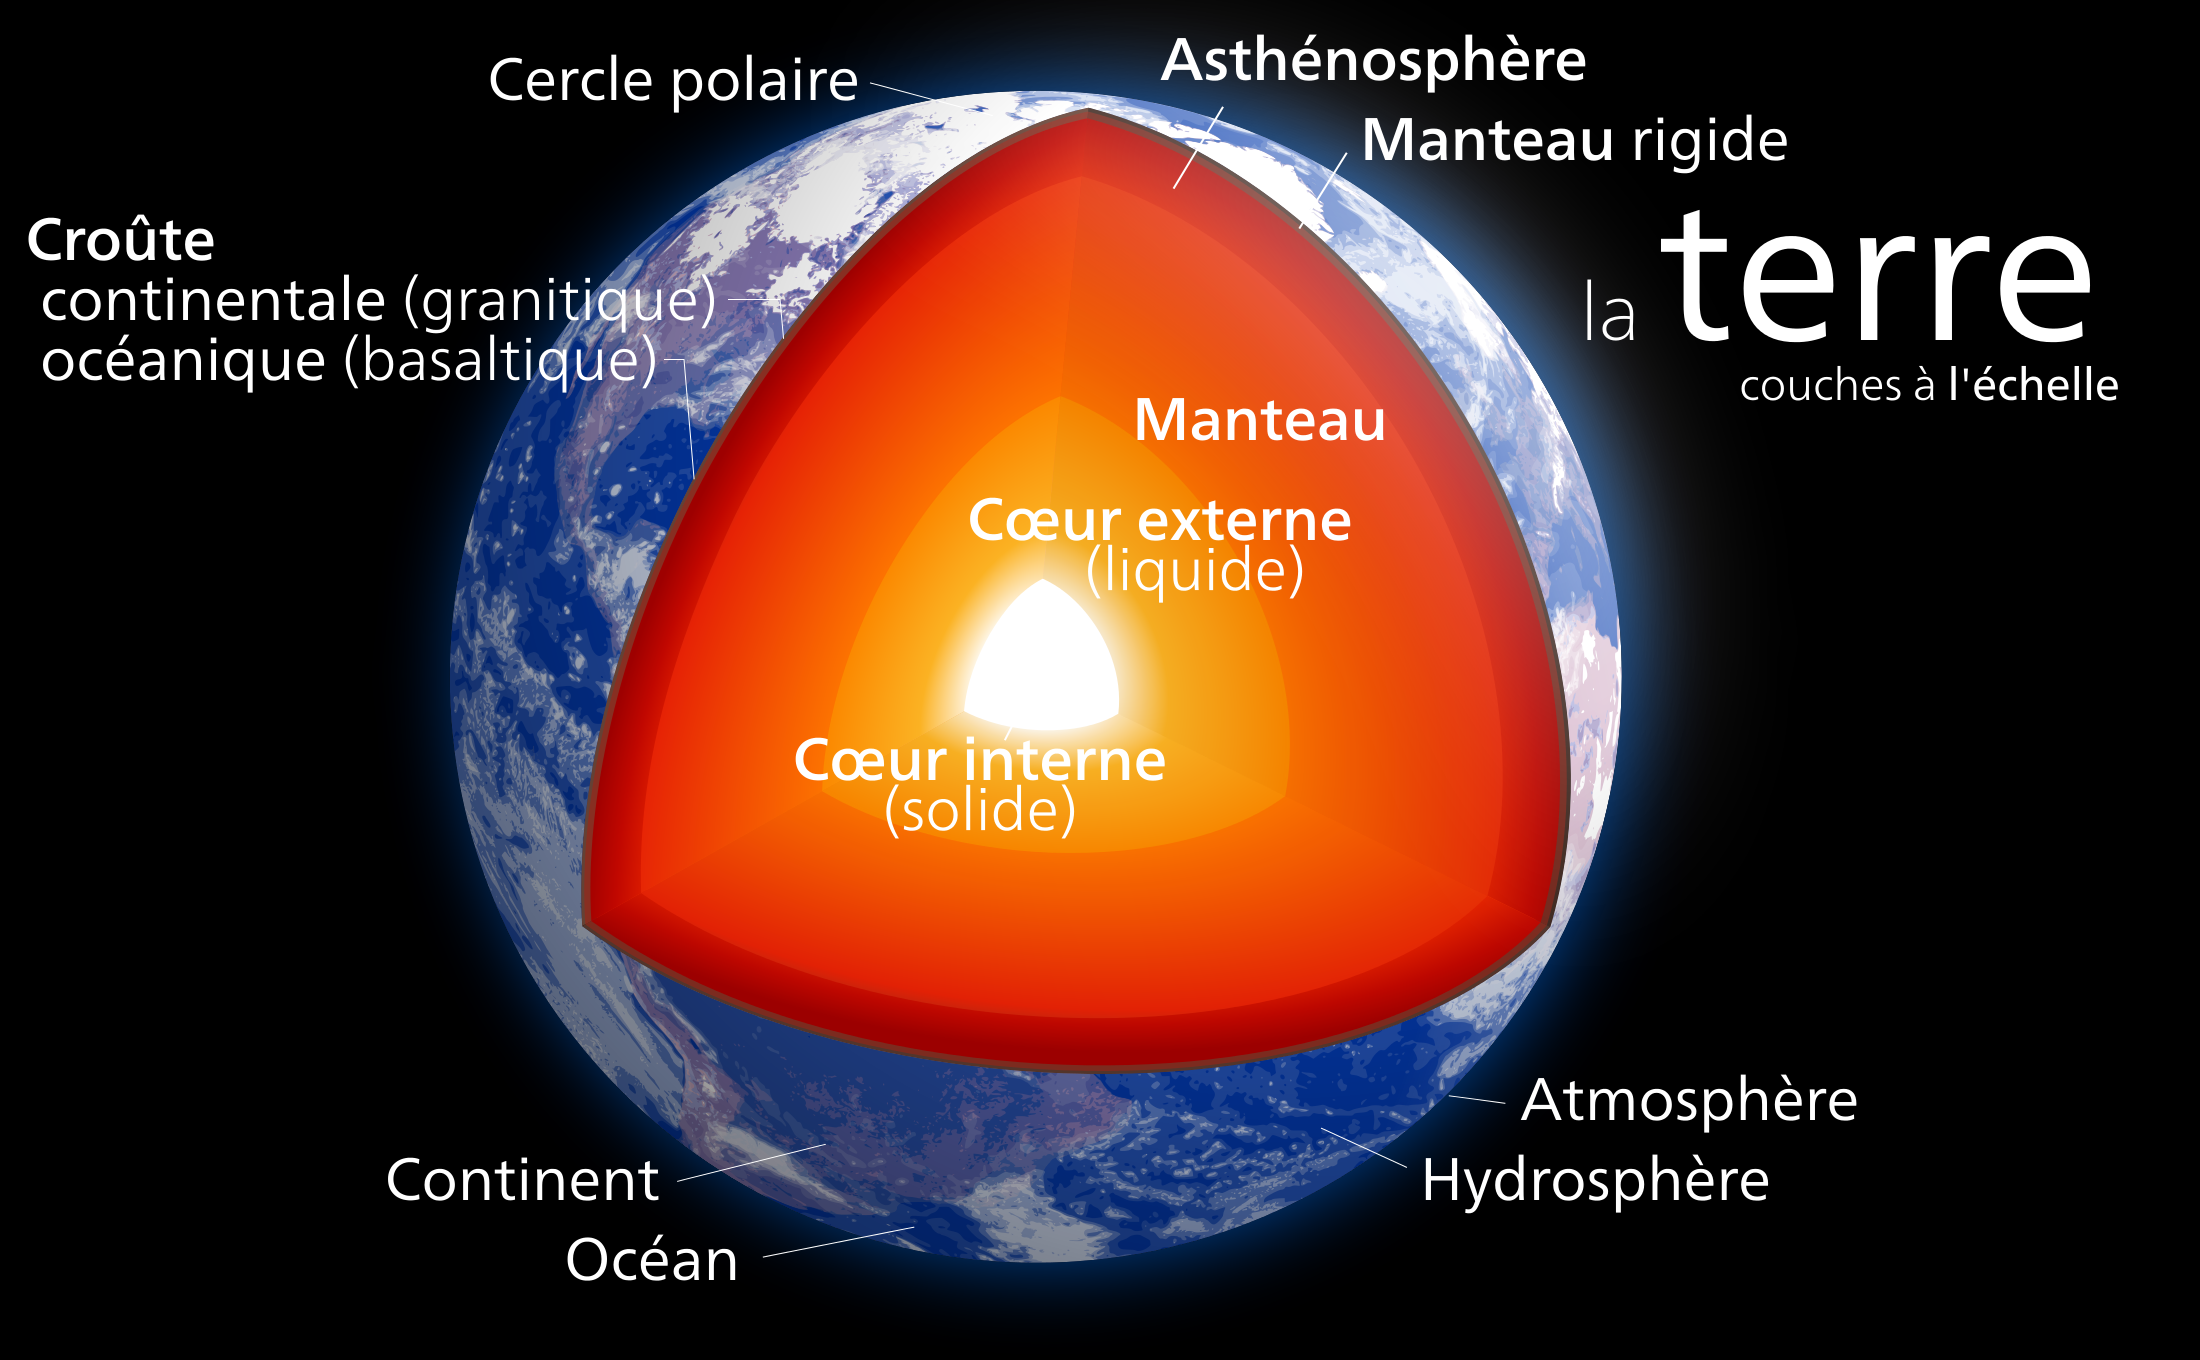 Cercle polaire
Asthénosphère
Manteau rigide
Croûte
continentale (granitique)
océanique (basaltique)
la terre
couches à l'échelle
Manteau
Cœur externe
(liquide)
Cœur interne
(solide)
Atmosphère
Hydrosphère
Continent
Océan